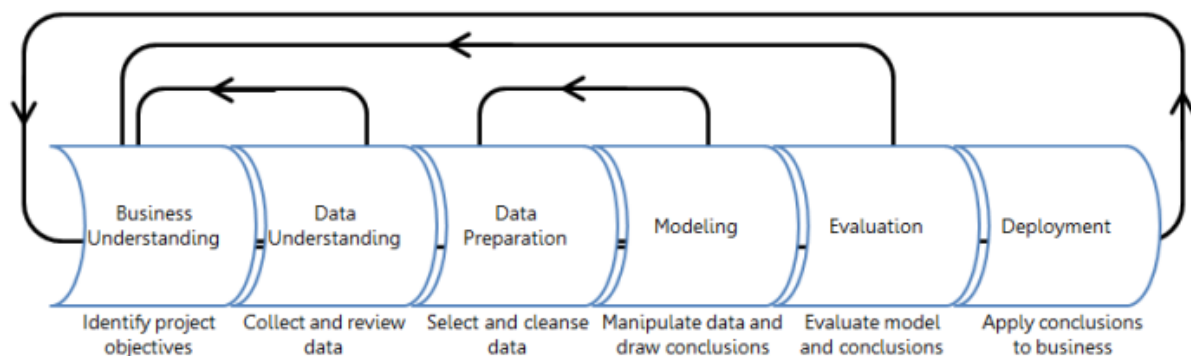 Business
Understanding
Data
Understanding
Data
Preparation
Modeling
Evaluation
Deployment
Identify project
objectives
Collect and review
data
Select and cleanse
data
Manipulate data and
draw conclusions
Evaluate model
and conclusions
Apply conclusions
to business